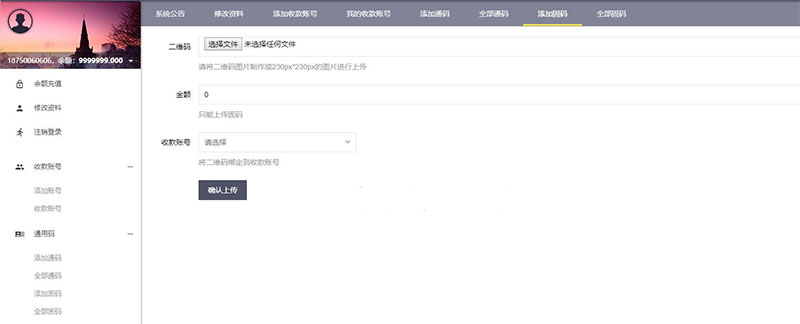 系统公告 修改资料 添加收款账号 我的收款账号 添加通码 全部通码 添加固码 全部固码
18750060606，余额：9999999.000
余额充值
修改资料
注销登录
收款账号
添加账号
收款账号
通用码
添加通码
全部通码
添加固码
全部固码
二维码 选择文件 未选择任何文件
请将二维码图片制作成230px*230px的图片进行上传
金额 0
只能上传固码
收款账号 请选择
将二维码绑定到收款账号
确认上传